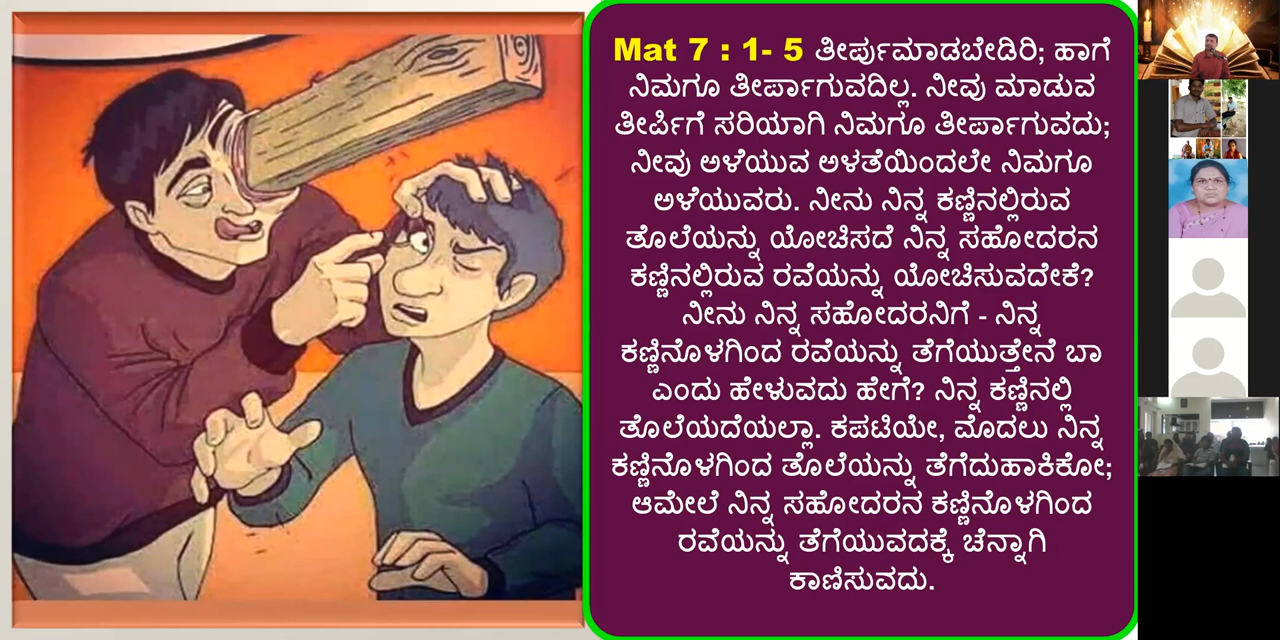 Mat 7 : 1- 5 ತೀರ್ಪುಮಾಡಬೇಡಿರಿ; ಹಾಗೆ
ನಿಮಗೂ ತೀರ್ಪಾಗುವದಿಲ್ಲ. ನೀವು ಮಾಡುವ
ತೀರ್ಪಿಗೆ ಸರಿಯಾಗಿ ನಿಮಗೂ ತೀರ್ಪಾಗುವದು;
ನೀವು ಅಳೆಯುವ ಅಳತೆಯಿಂದಲೇ ನಿಮಗೂ
ಅಳೆಯುವರು. ನೀನು ನಿನ್ನ ಕಣ್ಣಿನಲ್ಲಿರುವ
ತೊಲೆಯನ್ನು ಯೋಚಿಸದೆ ನಿನ್ನ ಸಹೋದರನ
ಕಣ್ಣಿನಲ್ಲಿರುವ ರವೆಯನ್ನು ಯೋಚಿಸುವದೇಕೆ?
ನೀನು ನಿನ್ನ ಸಹೋದರನಿಗೆ - ನಿನ್ನ
ಕಣ್ಣಿನೊಳಗಿಂದ ರವೆಯನ್ನು ತೆಗೆಯುತ್ತೇನೆ ಬಾ
ಎಂದು ಹೇಳುವದು ಹೇಗೆ? ನಿನ್ನ ಕಣ್ಣಿನಲ್ಲಿ
ತೊಲೆಯದೆಯಲ್ಲಾ. ಕಪಟಿಯೇ, ಮೊದಲು ನಿನ್ನ
ಕಣ್ಣಿನೊಳಗಿಂದ ತೊಲೆಯನ್ನು ತೆಗೆದುಹಾಕಿಕೋ;
ಆಮೇಲೆ ನಿನ್ನ ಸಹೋದರನ ಕಣ್ಣಿನೊಳಗಿಂದ
ರವೆಯನ್ನು ತೆಗೆಯುವದಕ್ಕೆ ಚೆನ್ನಾಗಿ
ಕಾಣಿಸುವದು.